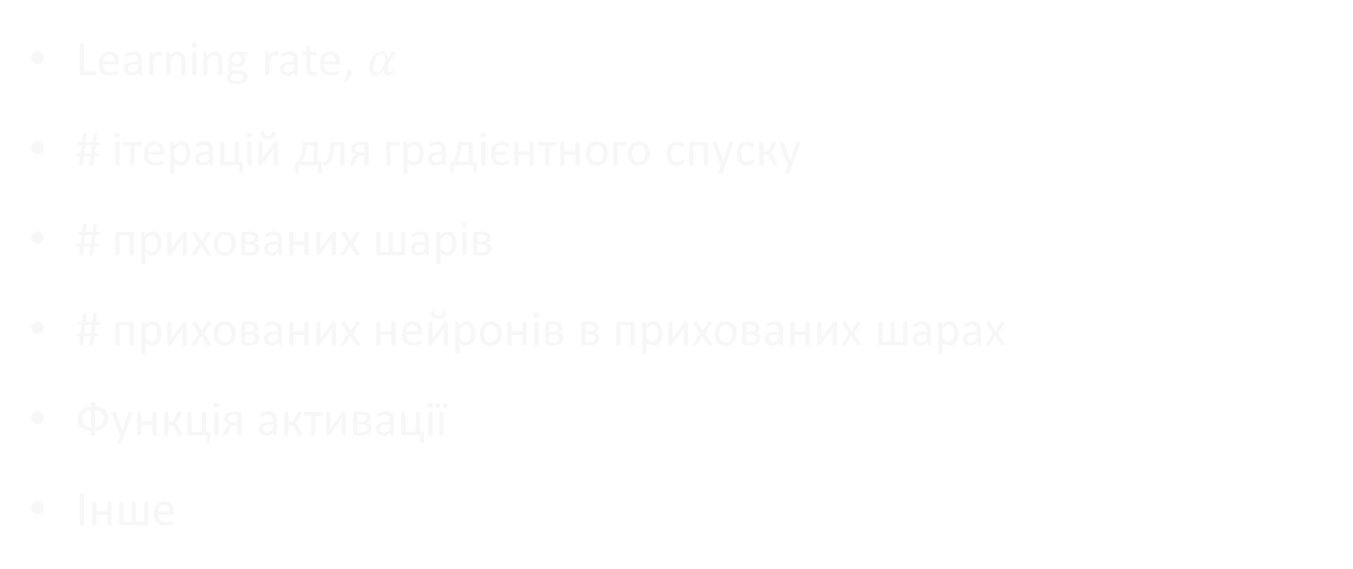 • Learning rate, α
• # ітерацій для градієнтного спуску
• # прихованих шарів
• # прихованих нейронів в прихованих шарах
• Функція активації
• Інше